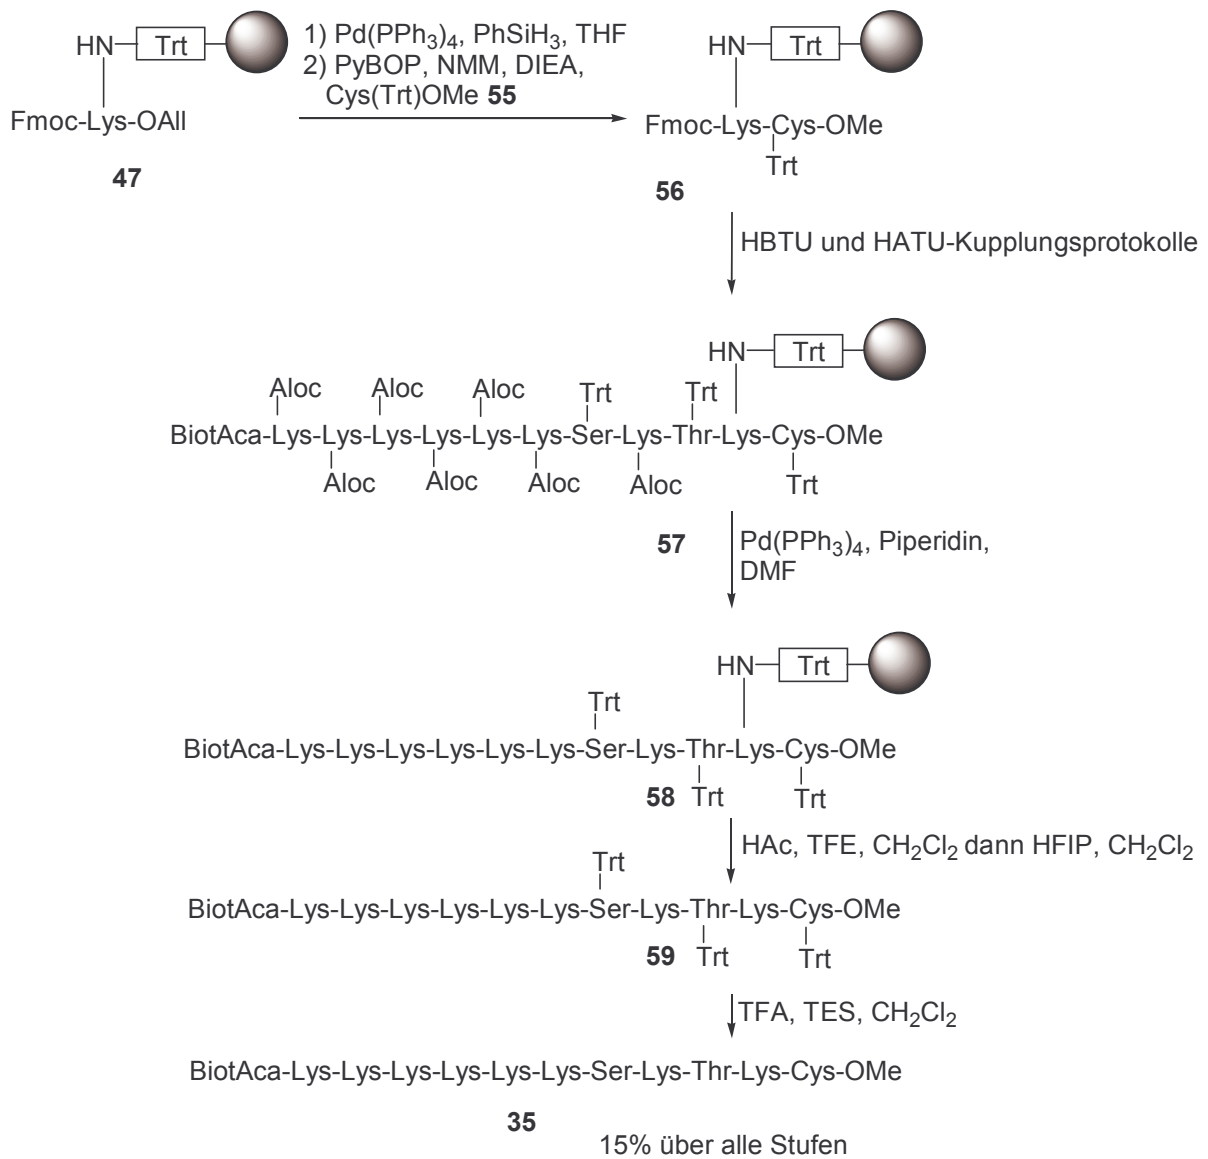 HN Trt
1) Pd(PPh3)4, PhSiH3, THF
2) PyBOP, NMM, DIEA,
Cys(Trt)OMe 55
Fmoc-Lys-OAll
47
HN Trt
Fmoc-Lys-Cys-OMe
Trt
56
HBTU und HATU-Kupplungsprotokolle
HN Trt
Aloc Aloc Aloc Trt Trt
BiotAca-Lys-Lys-Lys-Lys-Lys-Lys-Ser-Lys-Thr-Lys-Cys-OMe
Aloc Aloc Aloc Aloc Trt
57
Pd(PPh3)4, Piperidin,
DMF
HN Trt
Trt
BiotAca-Lys-Lys-Lys-Lys-Lys-Lys-Ser-Lys-Thr-Lys-Cys-OMe
58 Trt Trt
HAc, TFE, CH2Cl2 dann HFIP, CH2Cl2
Trt
BiotAca-Lys-Lys-Lys-Lys-Lys-Lys-Ser-Lys-Thr-Lys-Cys-OMe
59 Trt Trt
TFA, TES, CH2Cl2
BiotAca-Lys-Lys-Lys-Lys-Lys-Lys-Ser-Lys-Thr-Lys-Cys-OMe
35
15% über alle Stufen